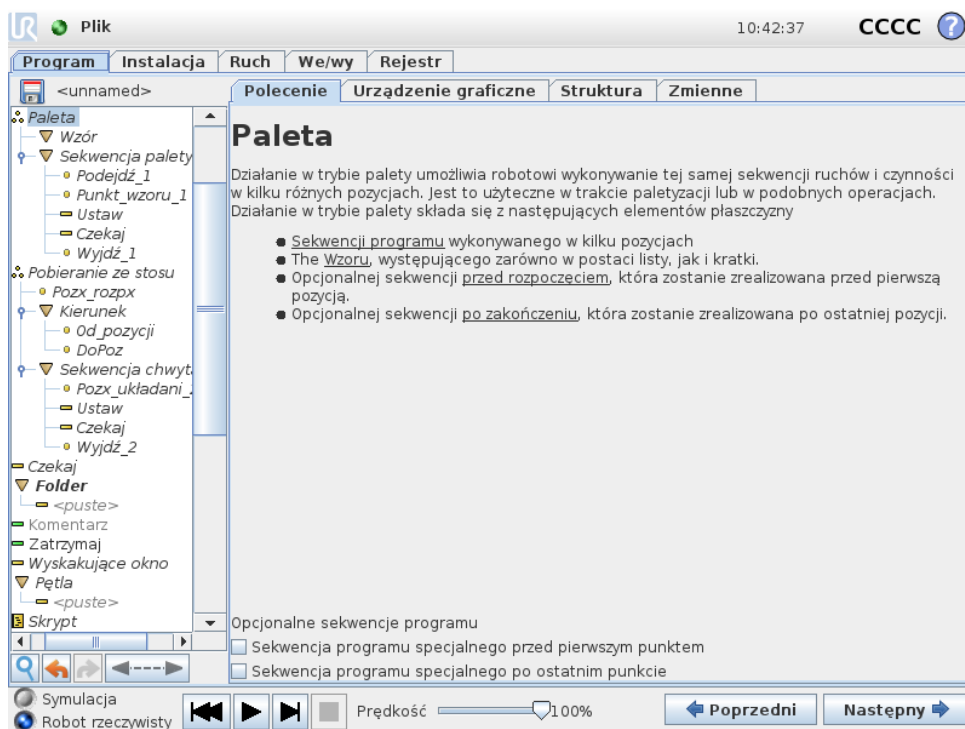 UR Plik 10:42:37 CCCC ?
Program Instalacja Ruch We/wy Rejestr
<unnamed>
Polecenie Urządzenie graficzne Struktura Zmienne
Paleta
Wzór
Sekwencja palety
Podejdź_1
Punkt_wzoru_1
Ustaw
Czekaj
Wyjdź_1
Pobieranie ze stosu
Pozx_rozpx
Kierunek
Od_pozycji
DoPoz
Sekwencja chwyt
Pozx_układani_
Ustaw
Czekaj
Wyjdź_2
Czekaj
Folder
<puste>
Komentarz
Zatrzymaj
Wyskakujące okno
Pętla
<puste>
Skrypt
Paleta
Działanie w trybie palety umożliwia robotowi wykonywanie tej samej sekwencji ruchów i czynności
w kilku różnych pozycjach. Jest to użyteczne w trakcie paletyzacji lub w podobnych operacjach.
Działanie w trybie palety składa się z następujących elementów płaszczyzny
Sekwencji programu wykonywanego w kilku pozycjach
The Wzoru, występującego zarówno w postaci listy, jak i kratki.
Opcjonalnej sekwencji przed rozpoczęciem, która zostanie zrealizowana przed pierwszą
pozycją.
Opcjonalnej sekwencji po zakończeniu, która zostanie zrealizowana po ostatniej pozycji.
Opcjonalne sekwencje programu
Sekwencja programu specjalnego przed pierwszym punktem
Sekwencja programu specjalnego po ostatnim punkcie
Symulacja
Robot rzeczywisty
Prędkość 100%
Poprzedni Następny